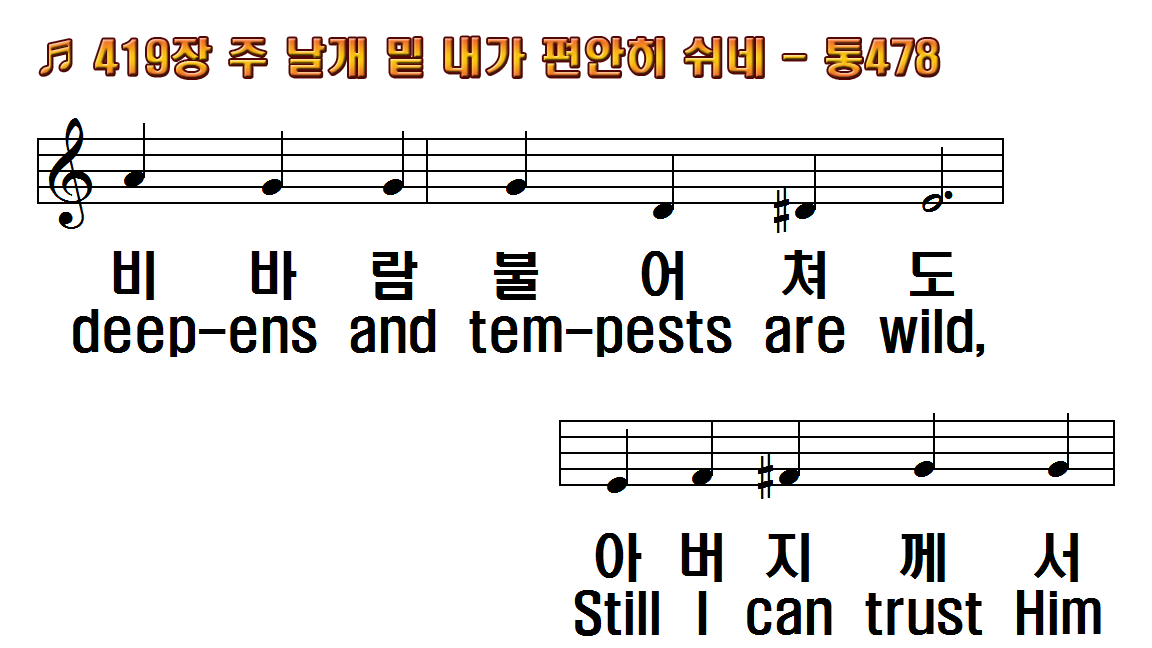 ♬ 419장 주 날개 밑 내가 편안히 쉬네 - 통478
비 바 람 불 어 쳐 도
deep-ens and tem-pests are wild,
아 버 지 께 서
Still I can trust Him